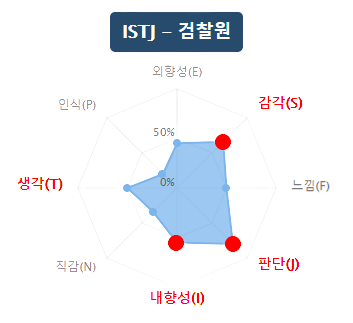 ISTJ – 검찰원
외향성(E)
인식(P)
감각(S)
50%
생각(T)
0%
느낌(F)
직감(N)
판단(J)
내향성(I)